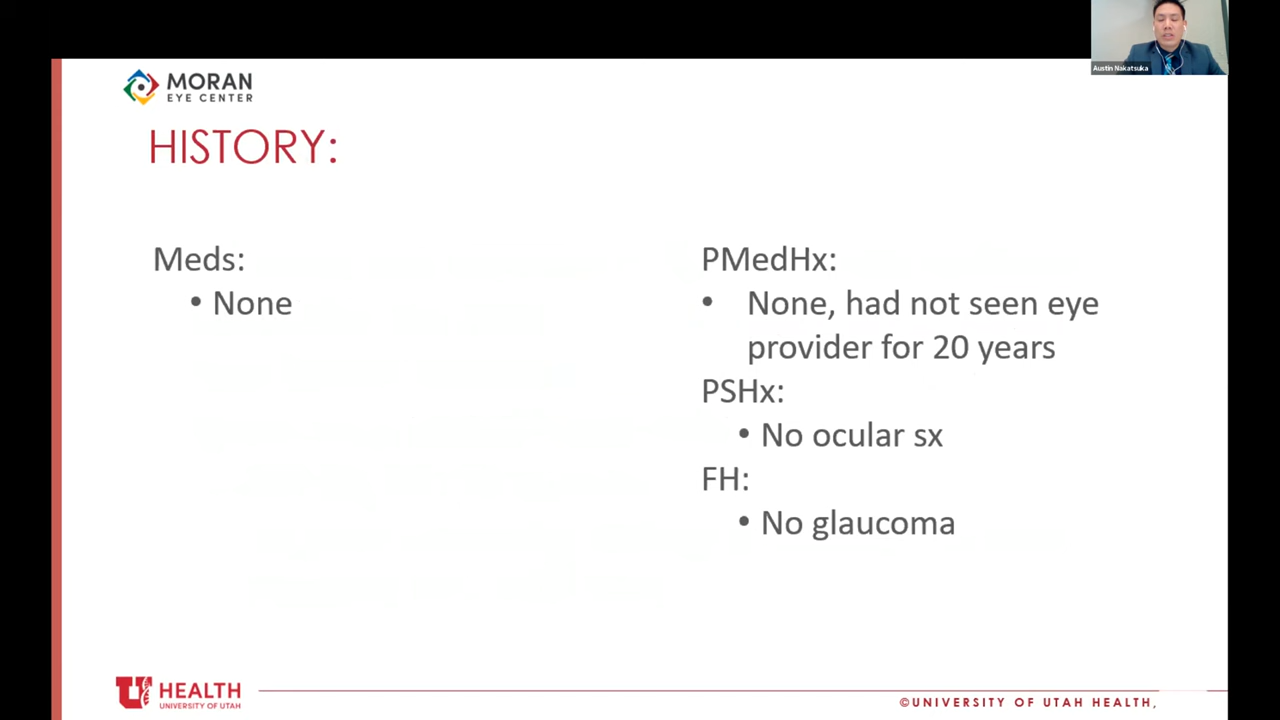 Austin Nakatsuka
MORAN
EYE CENTER
HISTORY:
Meds:
• None
PMedHx:
• None, had not seen eye
provider for 20 years
PSHx:
• No ocular sx
FH:
• No glaucoma
U HEALTH
UNIVERSITY OF UTAH
©UNIVERSITY OF UTAH HEALTH,